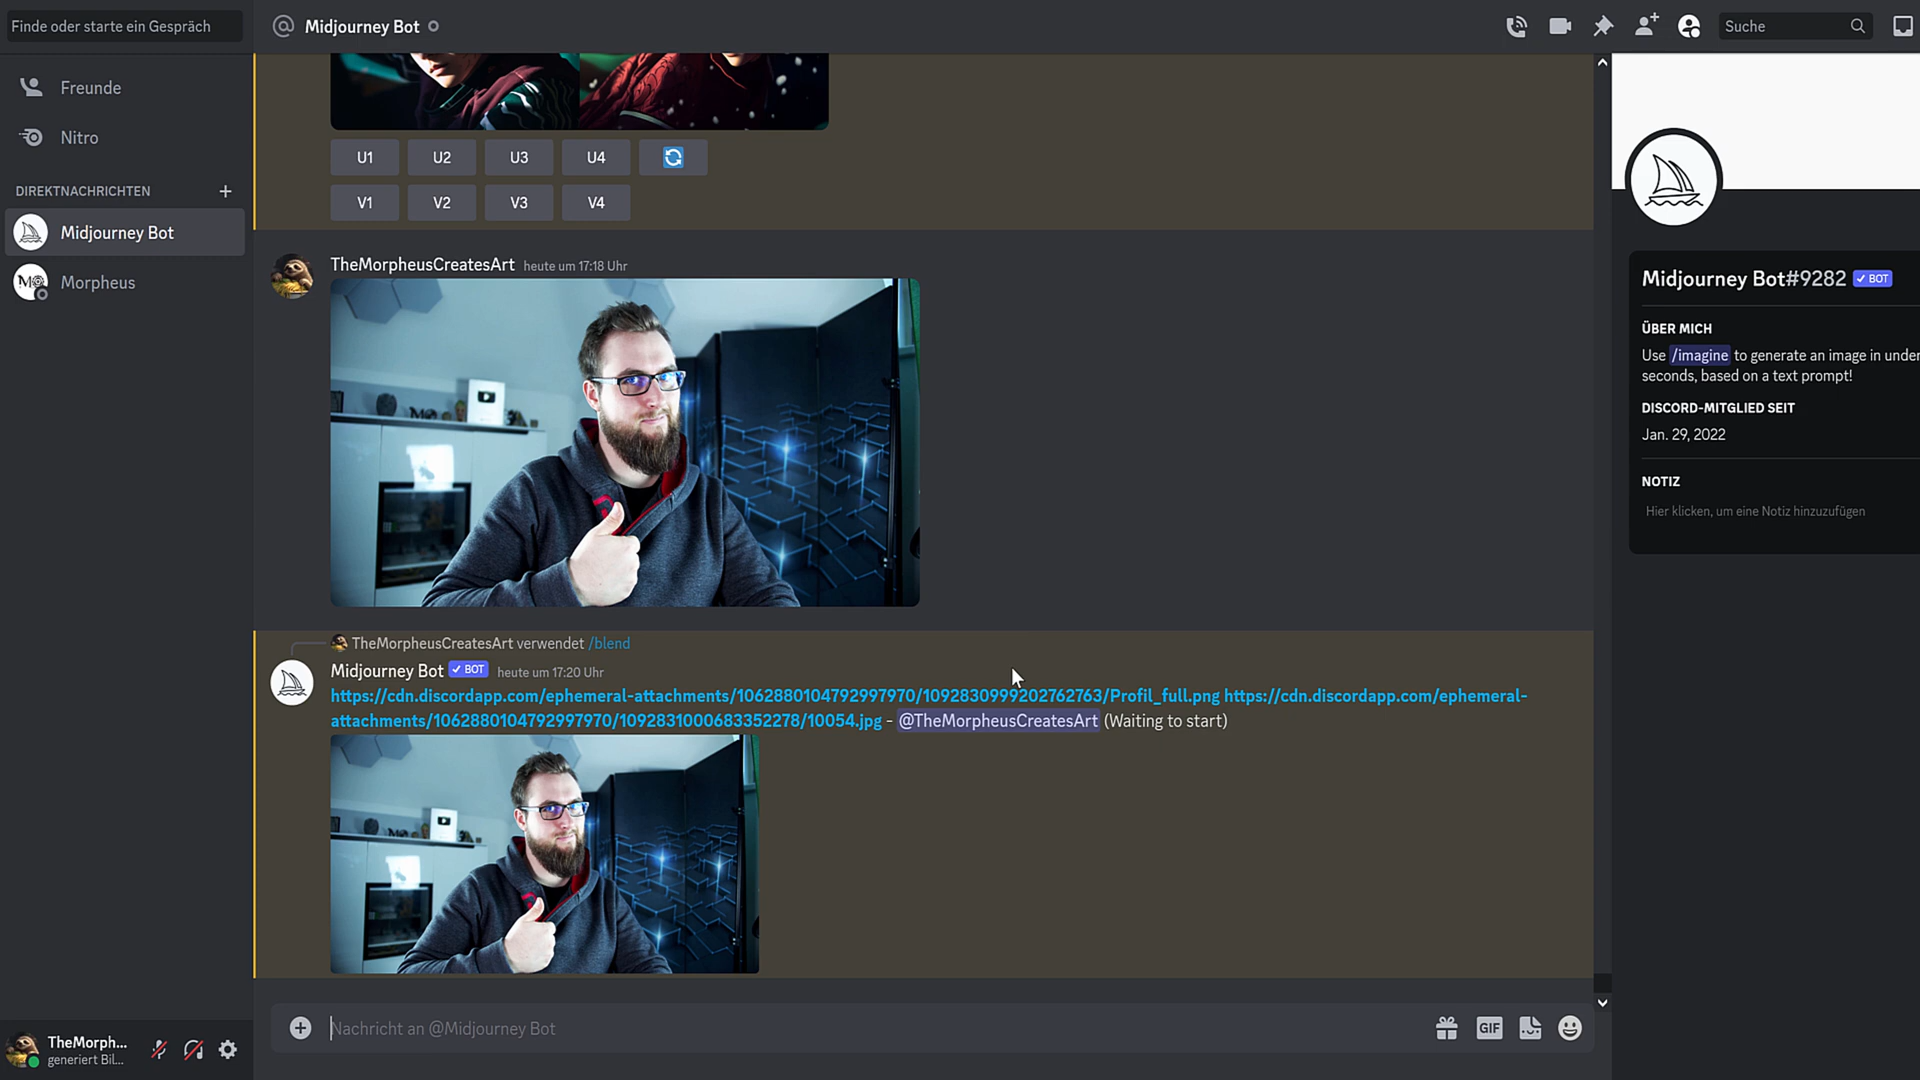 Finde oder starte ein Gespräch
Freunde
Nitro
DIREKTNACHRICHTEN
Midjourney Bot
Morpheus
TheMorph...
generiert Bil...
Midjourney Bot
Suche
U1 U2 U3 U4
V1 V2 V3 V4
TheMorpheusCreatesArt heute um 17:18 Uhr
TheMorpheusCreatesArt verwendet /blend
Midjourney Bot BOT heute um 17:20 Uhr
https://cdn.discordapp.com/ephemeral-attachments/1062880104792997970/1092830999202762763/Profil_full.png https://cdn.discordapp.com/ephemeral-
attachments/1062880104792997970/1092831000683352278/10054.jpg - @TheMorpheusCreatesArt (Waiting to start)
Nachricht an @Midjourney Bot
GIF
Midjourney Bot#9282 BOT
ÜBER MICH
Use /imagine to generate an image in under
seconds, based on a text prompt!
DISCORD-MITGLIED SEIT
Jan. 29, 2022
NOTIZ
Hier klicken, um eine Notiz hinzuzufügen